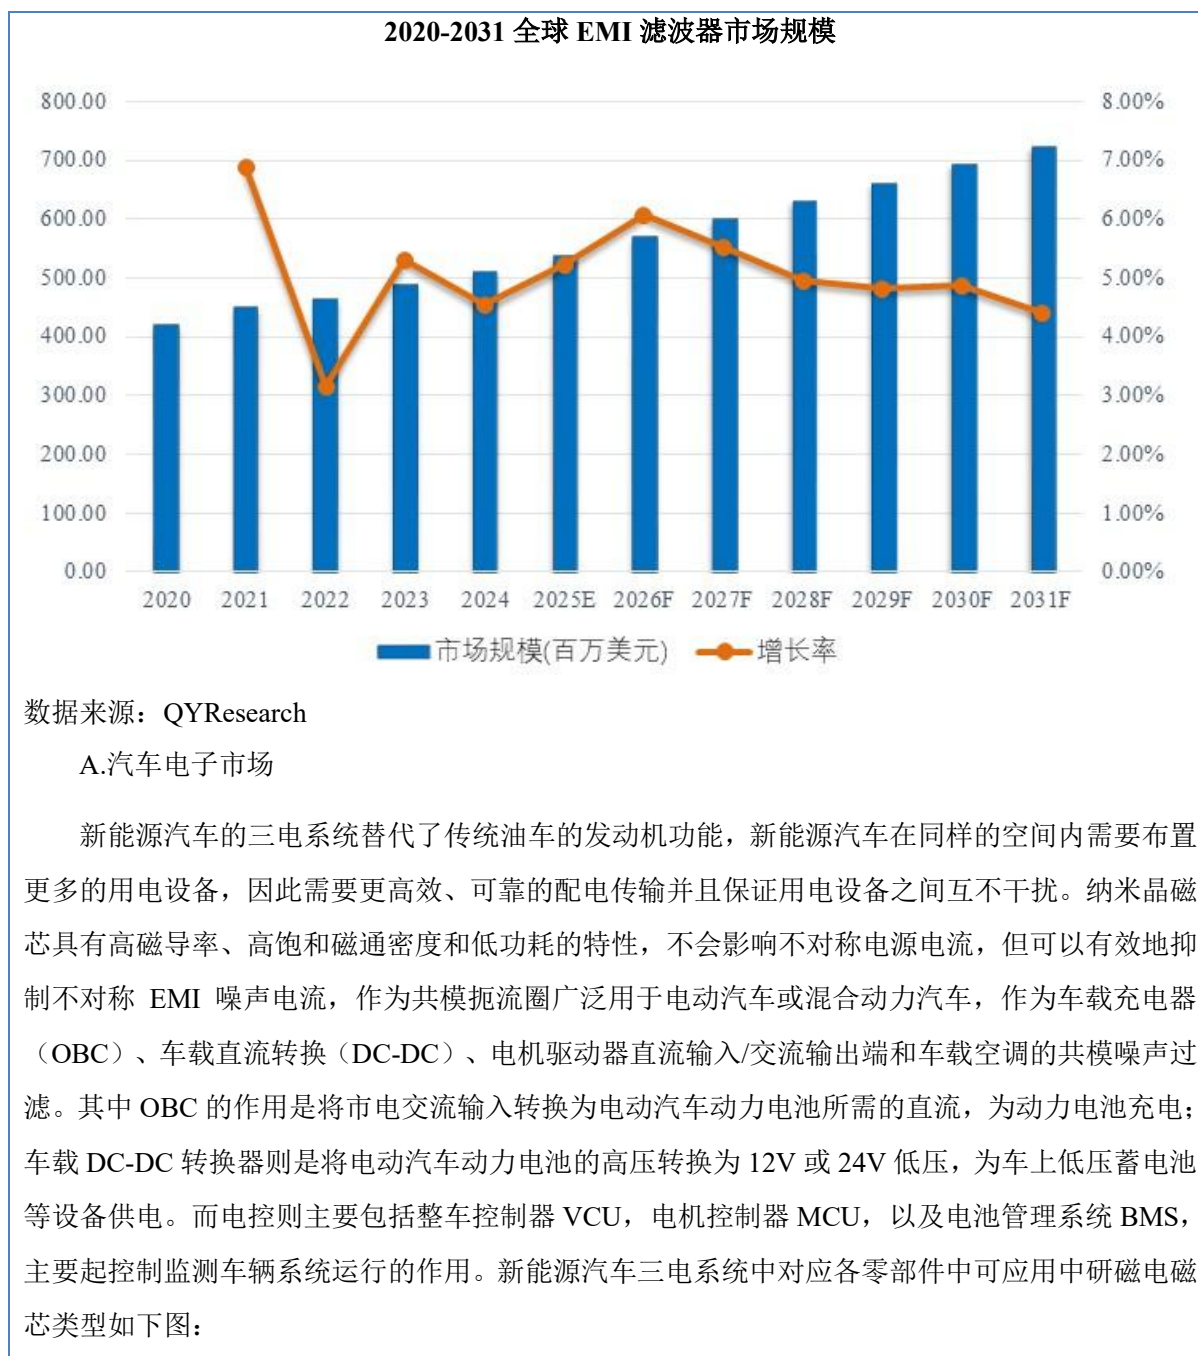 2020-2031 全球 EMI 滤波器市场规模
800.00
700.00
600.00
500.00
400.00
300.00
200.00
100.00
0.00
8.00%
7.00%
6.00%
5.00%
4.00%
3.00%
2.00%
1.00%
0.00%
2020 2021 2022 2023 2024 2025E 2026F 2027F 2028F 2029F 2030F 2031F
市场规模(百万美元) 增长率
数据来源：QYResearch
A.汽车电子市场
新能源汽车的三电系统替代了传统油车的发动机功能，新能源汽车在同样的空间内需要布置
更多的用电设备，因此需要更高效、可靠的配电传输并且保证用电设备之间互不干扰。纳米晶磁
芯具有高磁导率、高饱和磁通密度和低功耗的特性，不会影响不对称电源电流，但可以有效地抑
制不对称 EMI 噪声电流，作为共模扼流圈广泛用于电动汽车或混合动力汽车，作为车载充电器
（OBC）、车载直流转换（DC-DC）、电机驱动器直流输入/交流输出端和车载空调的共模噪声过
滤。其中 OBC 的作用是将市电交流输入转换为电动汽车动力电池所需的直流，为动力电池充电；
车载 DC-DC 转换器则是将电动汽车动力电池的高压转换为 12V 或 24V 低压，为车上低压蓄电池
等设备供电。而电控则主要包括整车控制器 VCU，电机控制器 MCU，以及电池管理系统 BMS，
主要起控制监测车辆系统运行的作用。新能源汽车三电系统中对应各零部件中可应用中研磁电磁
芯类型如下图：